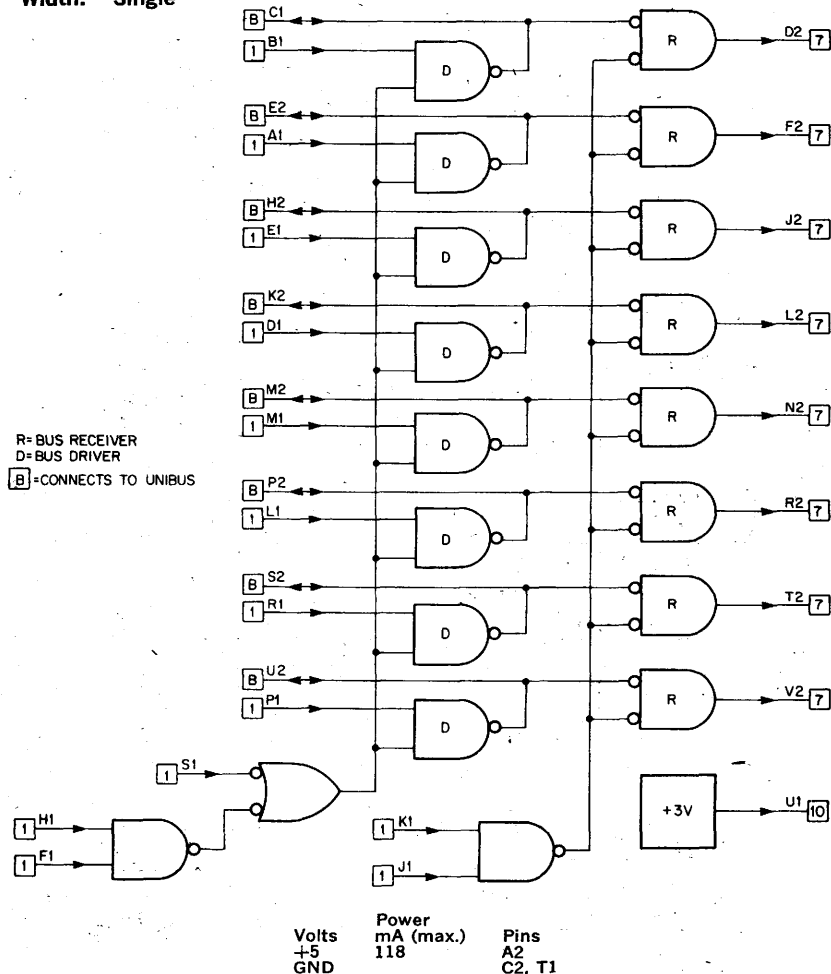 Width: Single
B C1
1 B1
D
R
D2 7
B E2
1 A1
D
R
F2 7
B H2
1 E1
D
R
J2 7
B K2
1 D1
D
R
L2 7
B M2
1 M1
D
R
N2 7
R=BUS RECEIVER
D=BUS DRIVER
B =CONNECTS TO UNIBUS
B P2
1 L1
D
R
R2 7
B S2
1 R1
D
R
T2 7
B U2
1 P1
D
R
V2 7
1 S1
+3V
U1 10
1 H1
1 F1
1 K1
1 J1
Power
Volts mA (max.) Pins
+5 118 A2
GND C2, T1